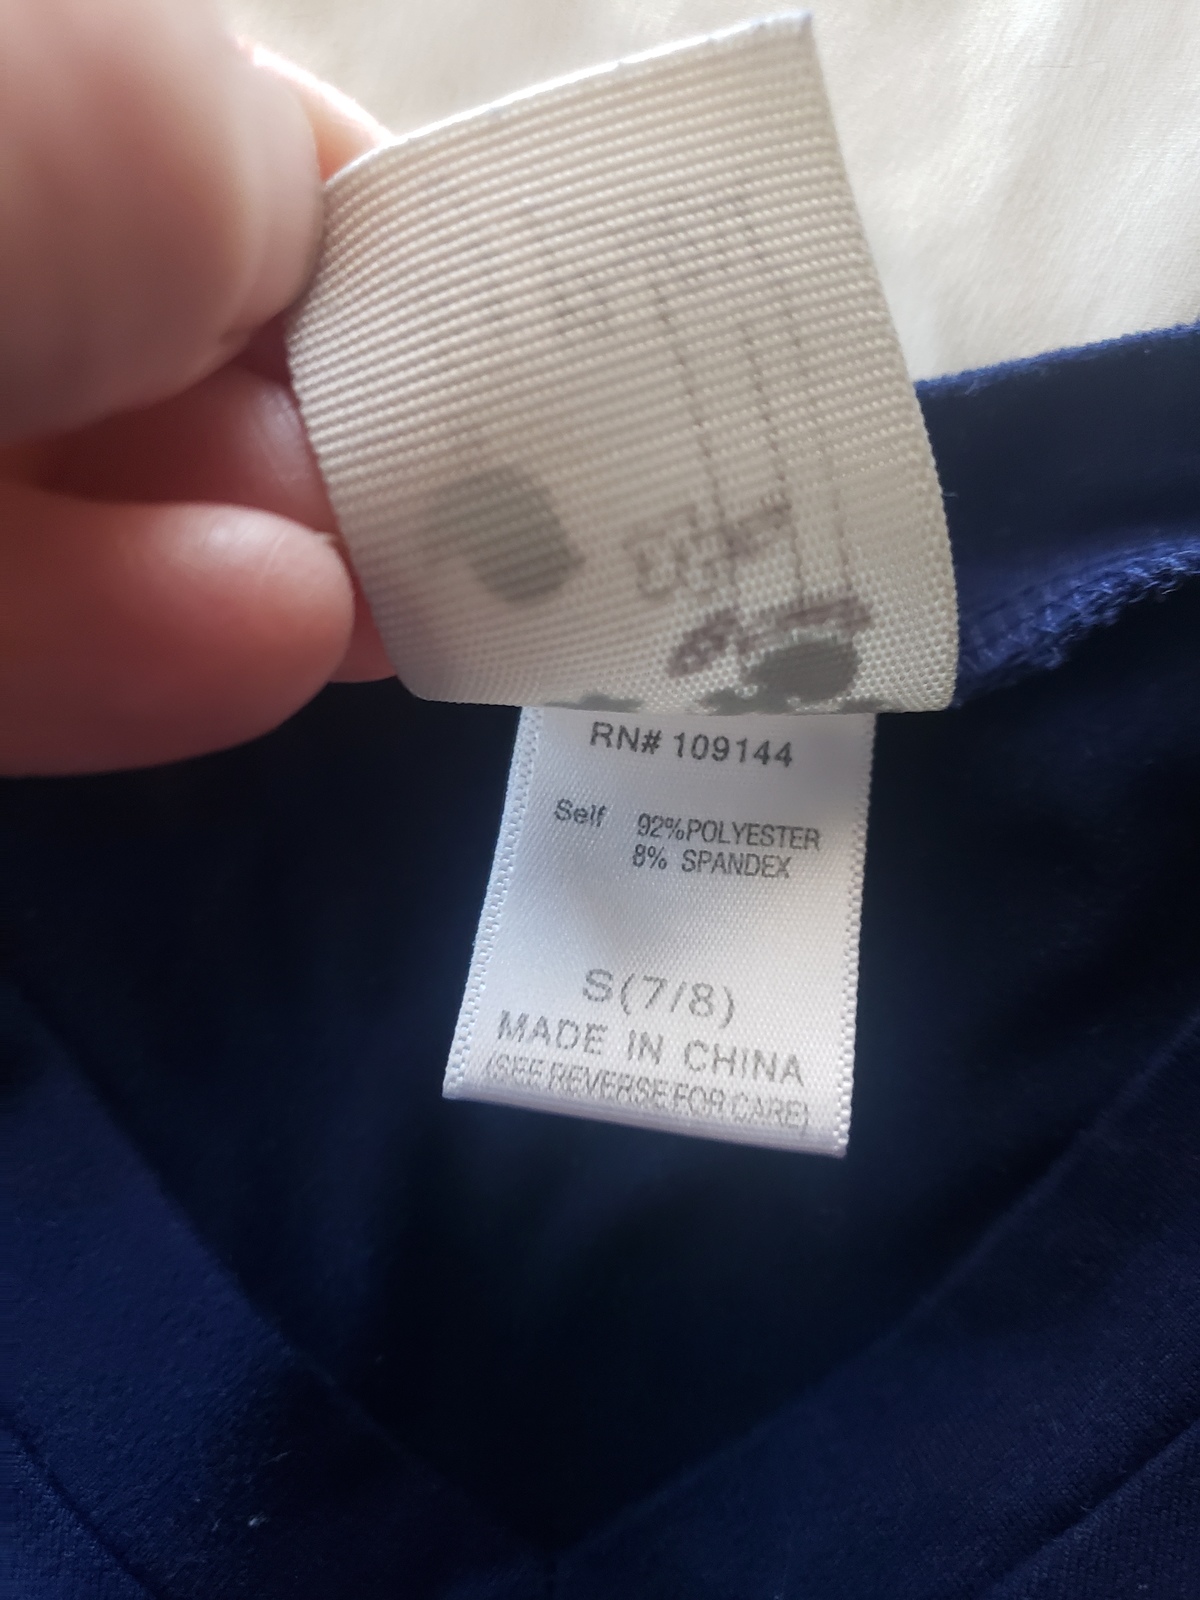 RN# 109144
Self 92%POLYESTER
8% SPANDEX
S(7/8)
MADE IN CHINA
(SEE REVERSE FOR CARE)